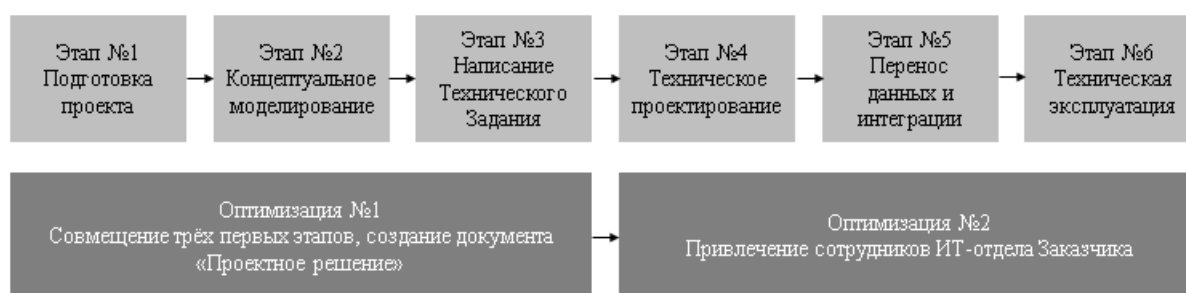 Этап №1
Подготовка
проекта
Этап №2
Концептуальное
моделирование
Этап №3
Написание
Технического
Задания
Этап №4
Техническое
проектирование
Этап №5
Перенос
данных и
интеграции
Этап №6
Техническая
эксплуатация
Оптимизация №1
Совмещение трёх первых этапов, создание документа
«Проектное решение»
Оптимизация №2
Привлечение сотрудников ИТ-отдела Заказчика